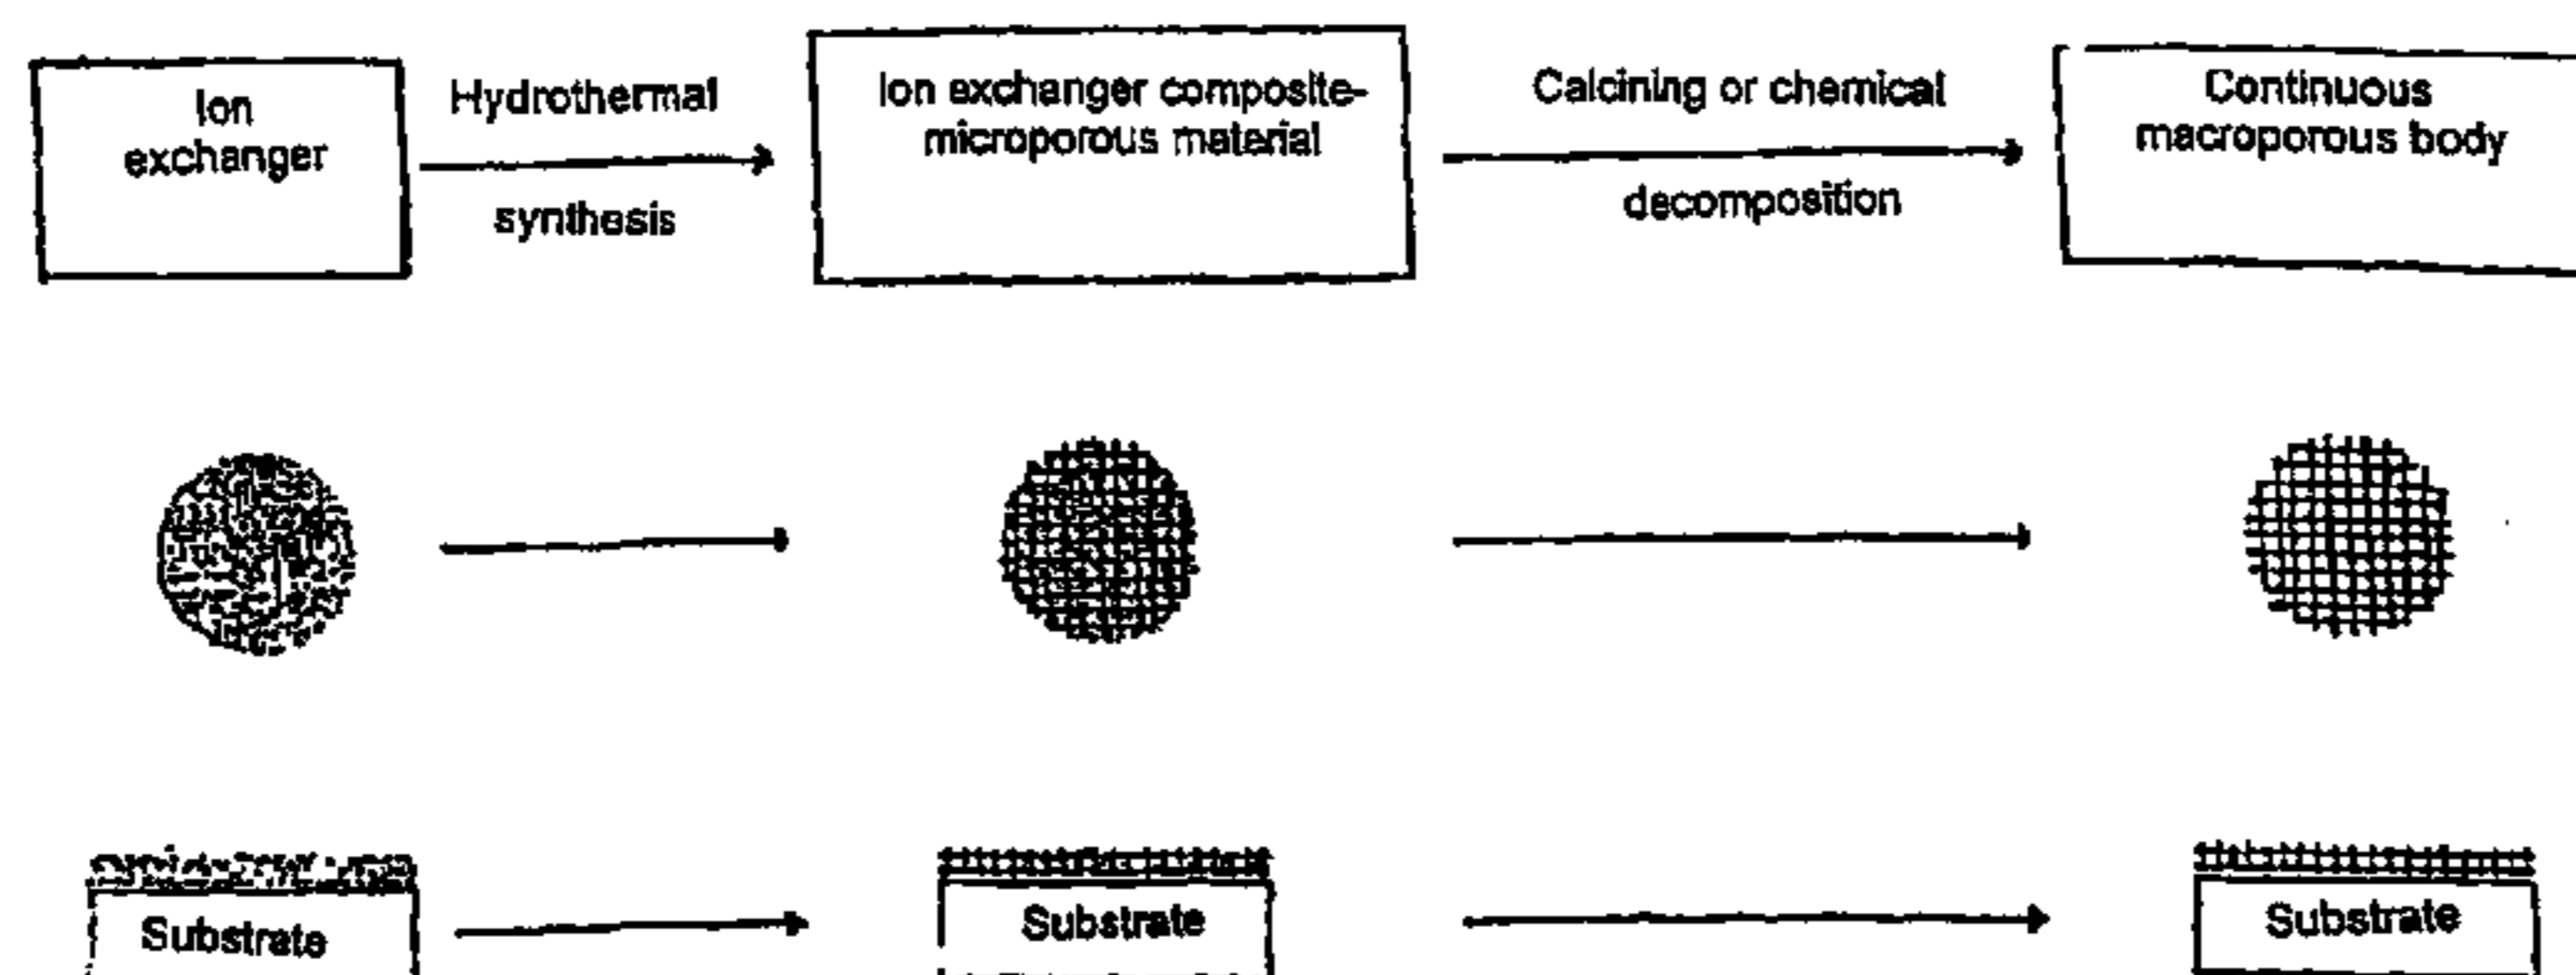 Ion
exchanger
Hydrothermal
synthesis
Ion exchanger composite-
microporous material
Calcining or chemical
decomposition
Continuous
macroporous body
Substrate
Substrate
Substrate